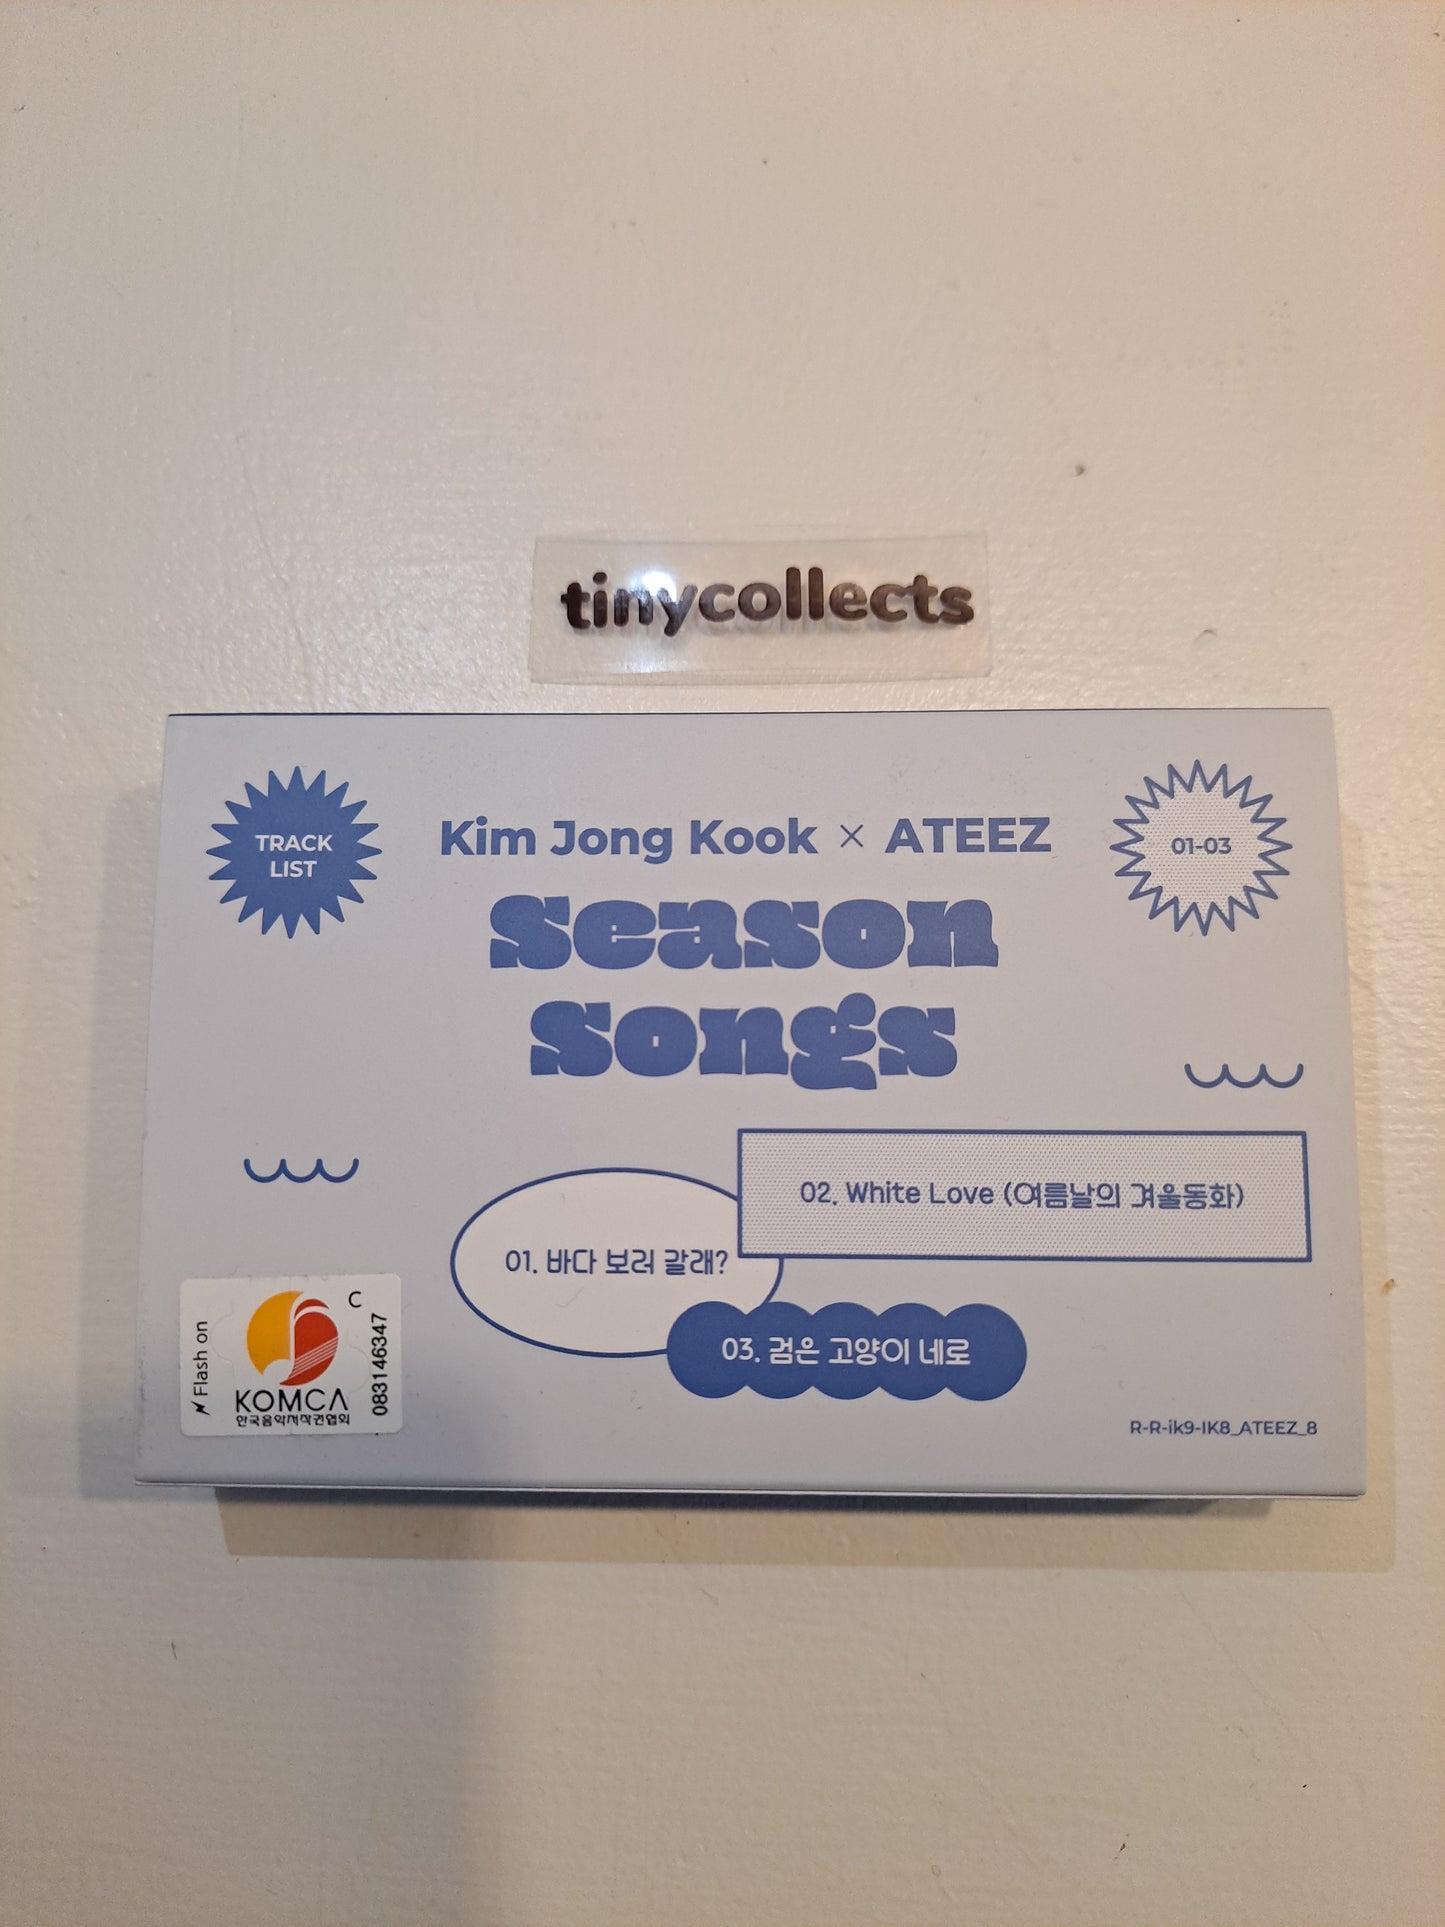 tinycollects
TRACK
LIST
Kim Jong Kook × ATEEZ
01-03
season
songs
02. White Love (여름날의 겨울동화)
01. 바다 보러 갈래?
03. 검은 고양이 네로
Flash on
C
083146347
KOMCA
한국음악저작권협회
R-R-ik9-IK8_ATEEZ_8